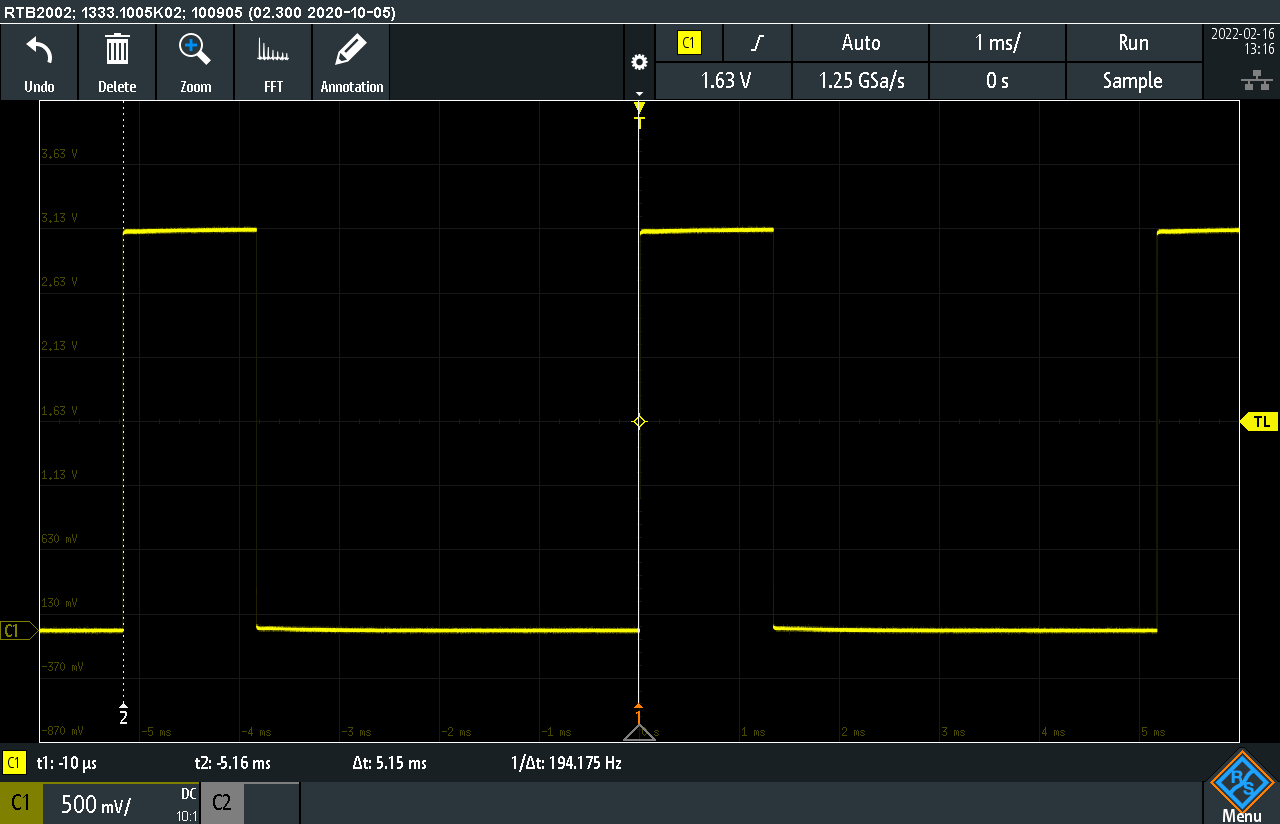 RTB2002; 1333.1005K02; 100905 (02.300 2020-10-05)
Undo Delete Zoom FFT Annotation
C1 Auto 1 ms/ Run
1.63 V 1.25 GSa/s 0 s Sample
2022-02-16
13:16
T
3.63 V
3.13 V
2.63 V
2.13 V
1.63 V
TL
1.13 V
630 mV
130 mV
C1
-370 mV
2 1
-870 mV -5 ms -4 ms -3 ms -2 ms -1 ms s 1 ms 2 ms 3 ms 4 ms 5 ms
C1 t1: -10 µs t2: -5.16 ms Δt: 5.15 ms 1/Δt: 194.175 Hz
C1 500 mV/ DC 10:1 C2
R S
Menu